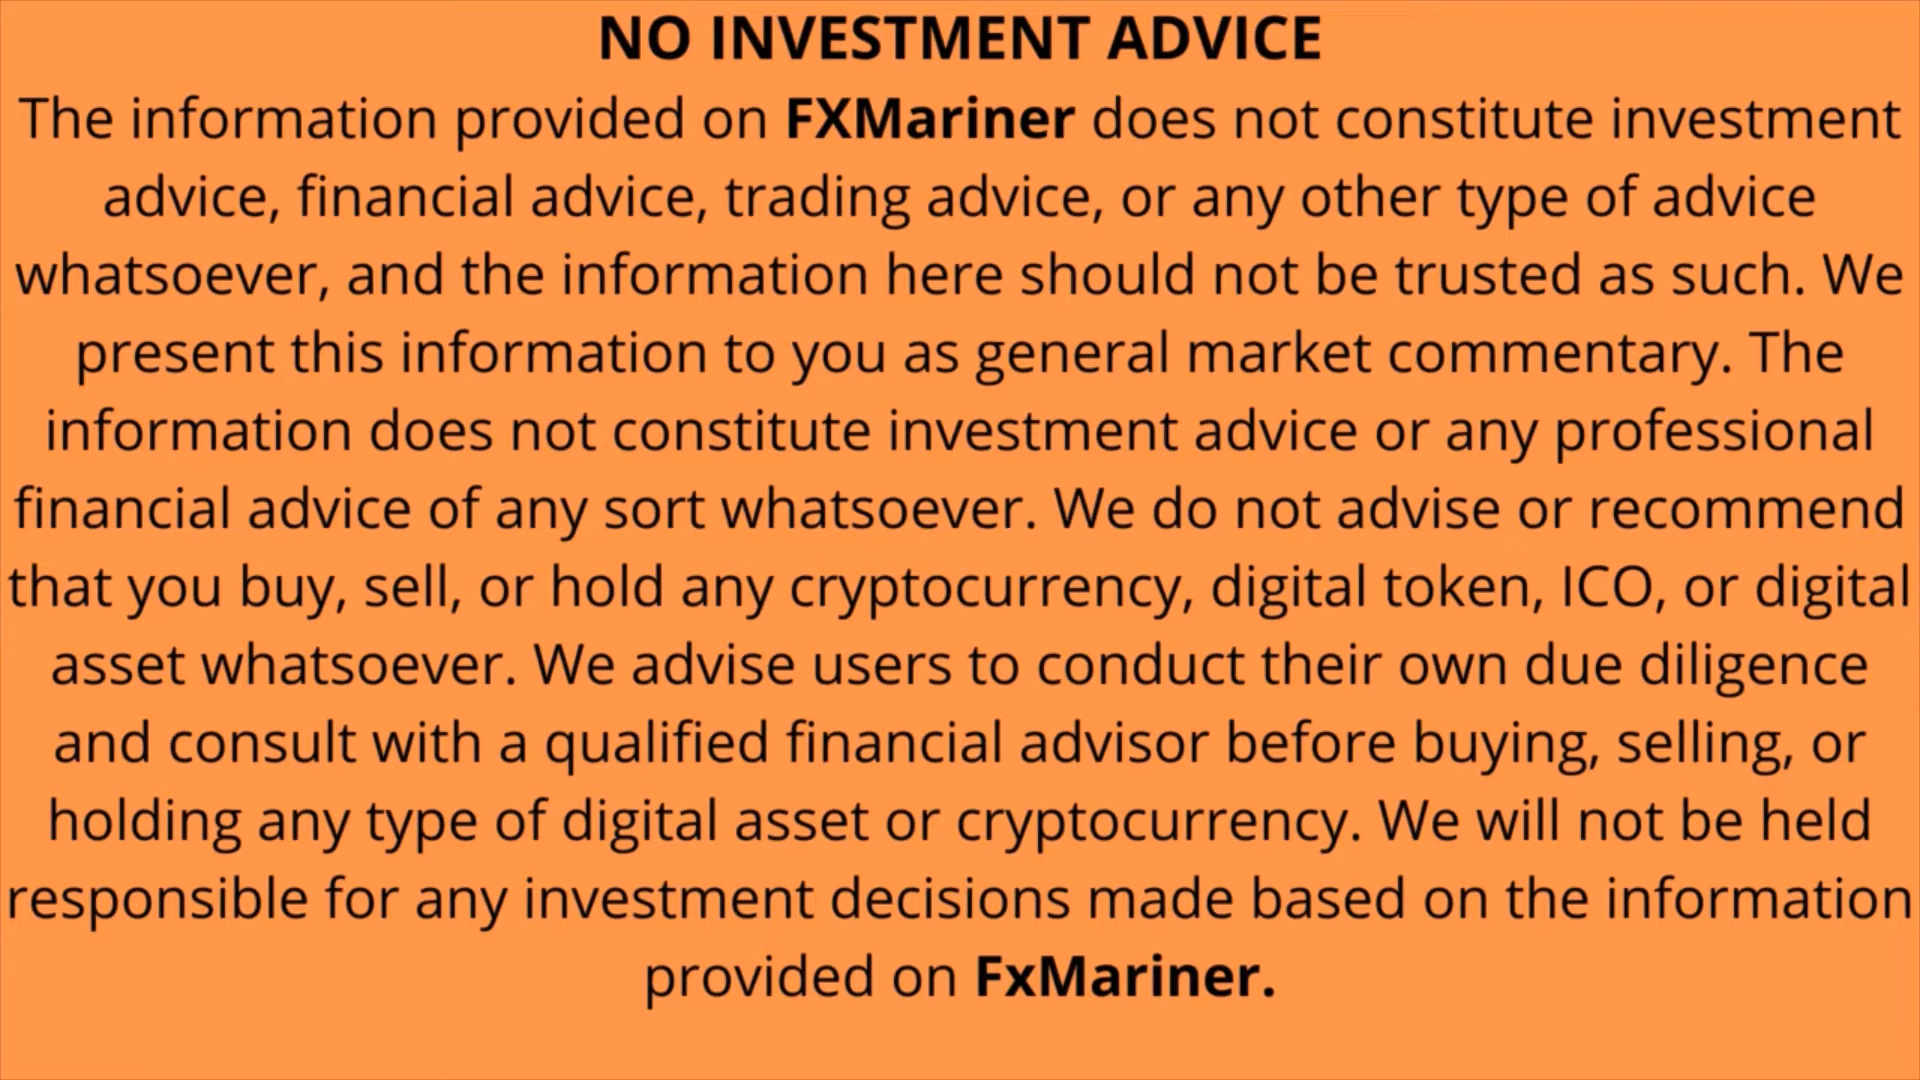 NO INVESTMENT ADVICE
The information provided on FXMariner does not constitute investment
advice, financial advice, trading advice, or any other type of advice
whatsoever, and the information here should not be trusted as such. We
present this information to you as general market commentary. The
information does not constitute investment advice or any professional
financial advice of any sort whatsoever. We do not advise or recommend
that you buy, sell, or hold any cryptocurrency, digital token, ICO, or digital
asset whatsoever. We advise users to conduct their own due diligence
and consult with a qualified financial advisor before buying, selling, or
holding any type of digital asset or cryptocurrency. We will not be held
responsible for any investment decisions made based on the information
provided on FxMariner.